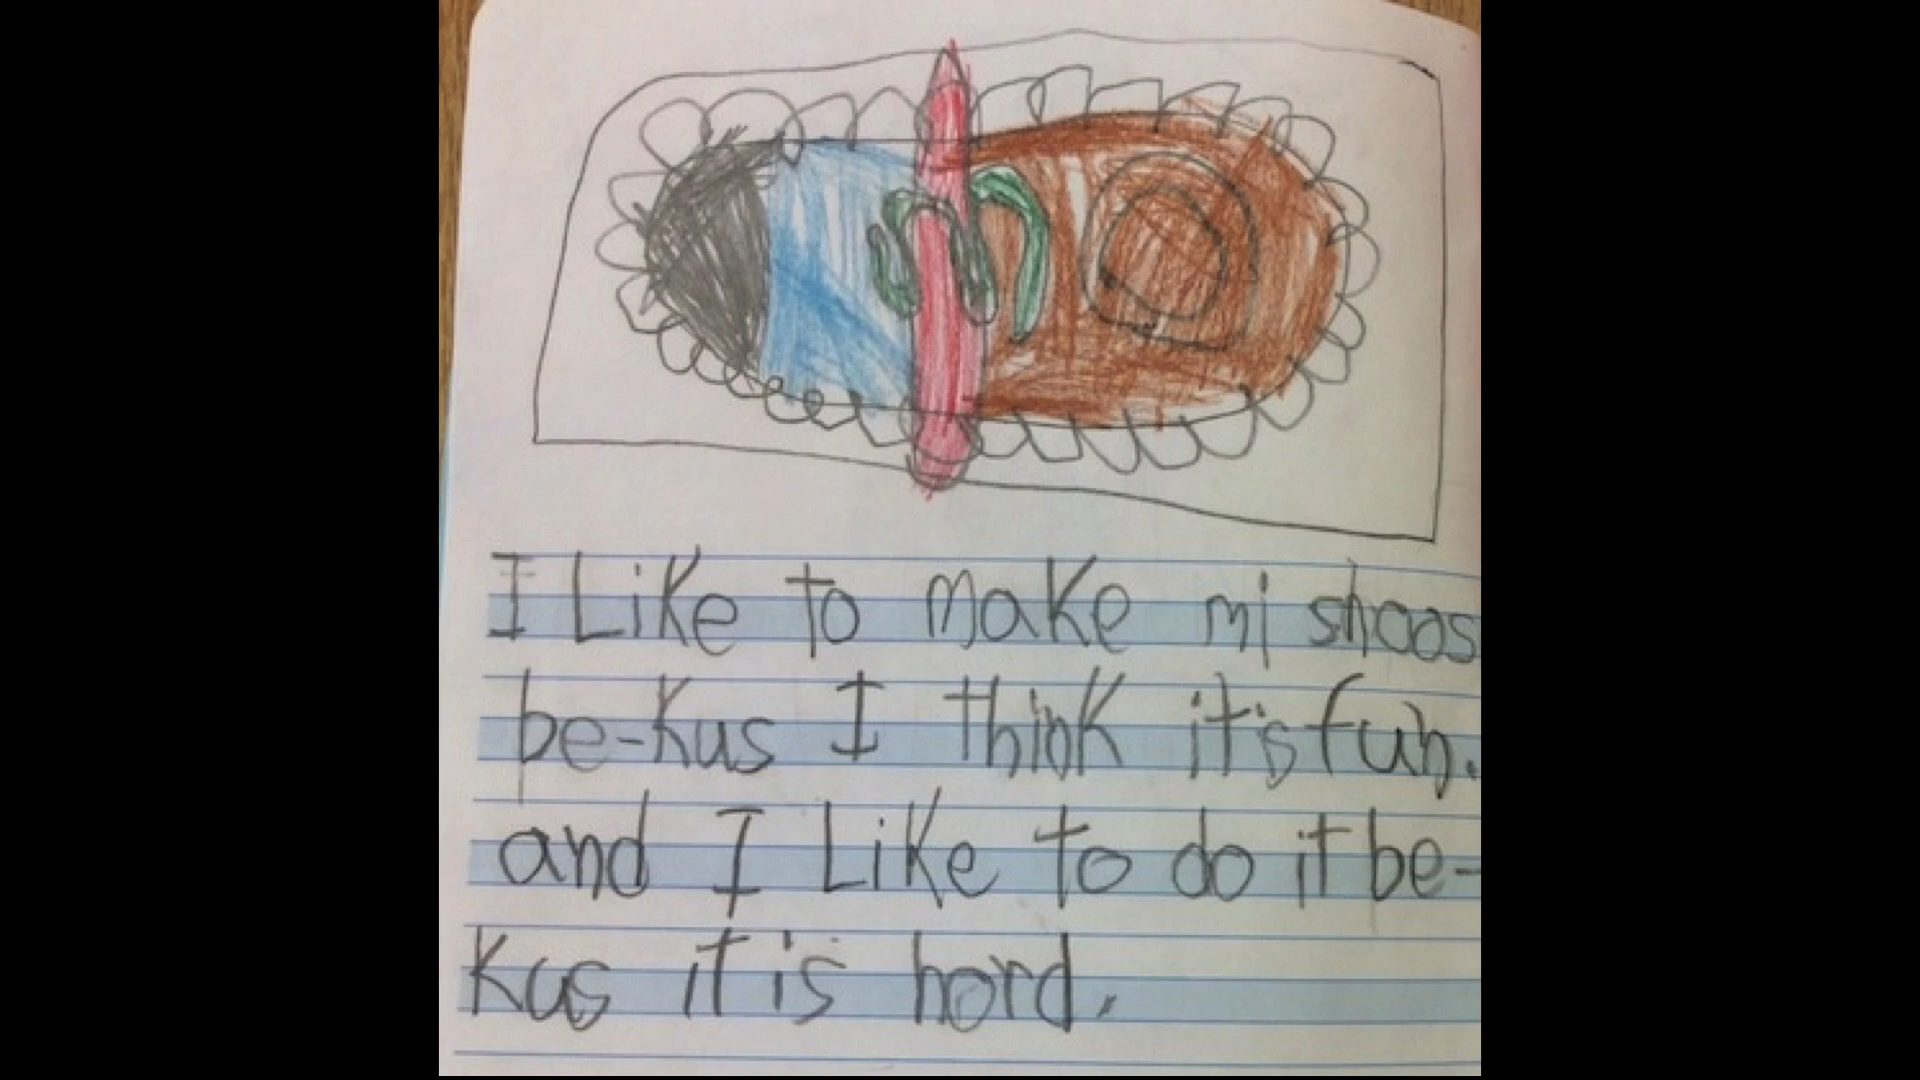 I Like to make mi shoos
be-kus I think it's fun.
and I Like to do it be-
kus it is hord.